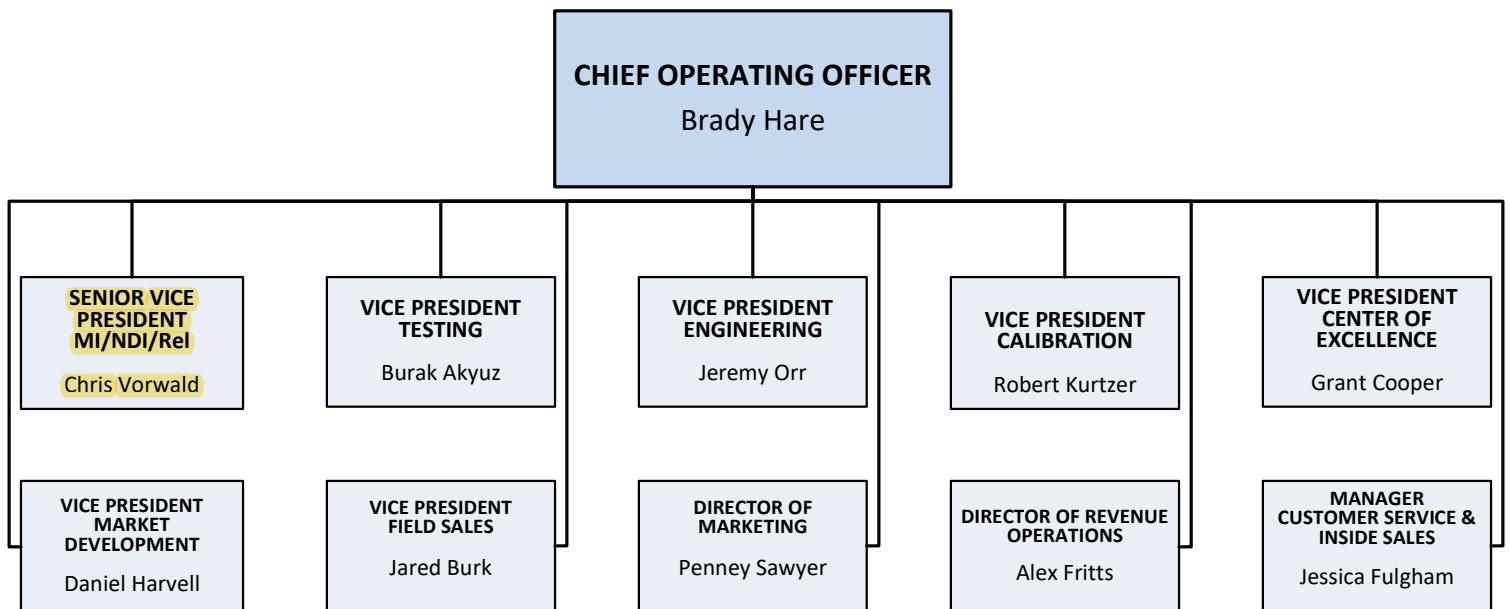 CHIEF OPERATING OFFICER
Brady Hare
SENIOR VICE
PRESIDENT
MI/NDI/Rel
Chris Vorwald
VICE PRESIDENT
TESTING
Burak Akyuz
VICE PRESIDENT
ENGINEERING
Jeremy Orr
VICE PRESIDENT
CALIBRATION
Robert Kurtzer
VICE PRESIDENT
CENTER OF
EXCELLENCE
Grant Cooper
VICE PRESIDENT
MARKET
DEVELOPMENT
Daniel Harvell
VICE PRESIDENT
FIELD SALES
Jared Burk
DIRECTOR OF
MARKETING
Penney Sawyer
DIRECTOR OF REVENUE
OPERATIONS
Alex Fritts
MANAGER
CUSTOMER SERVICE &
INSIDE SALES
Jessica Fulgham